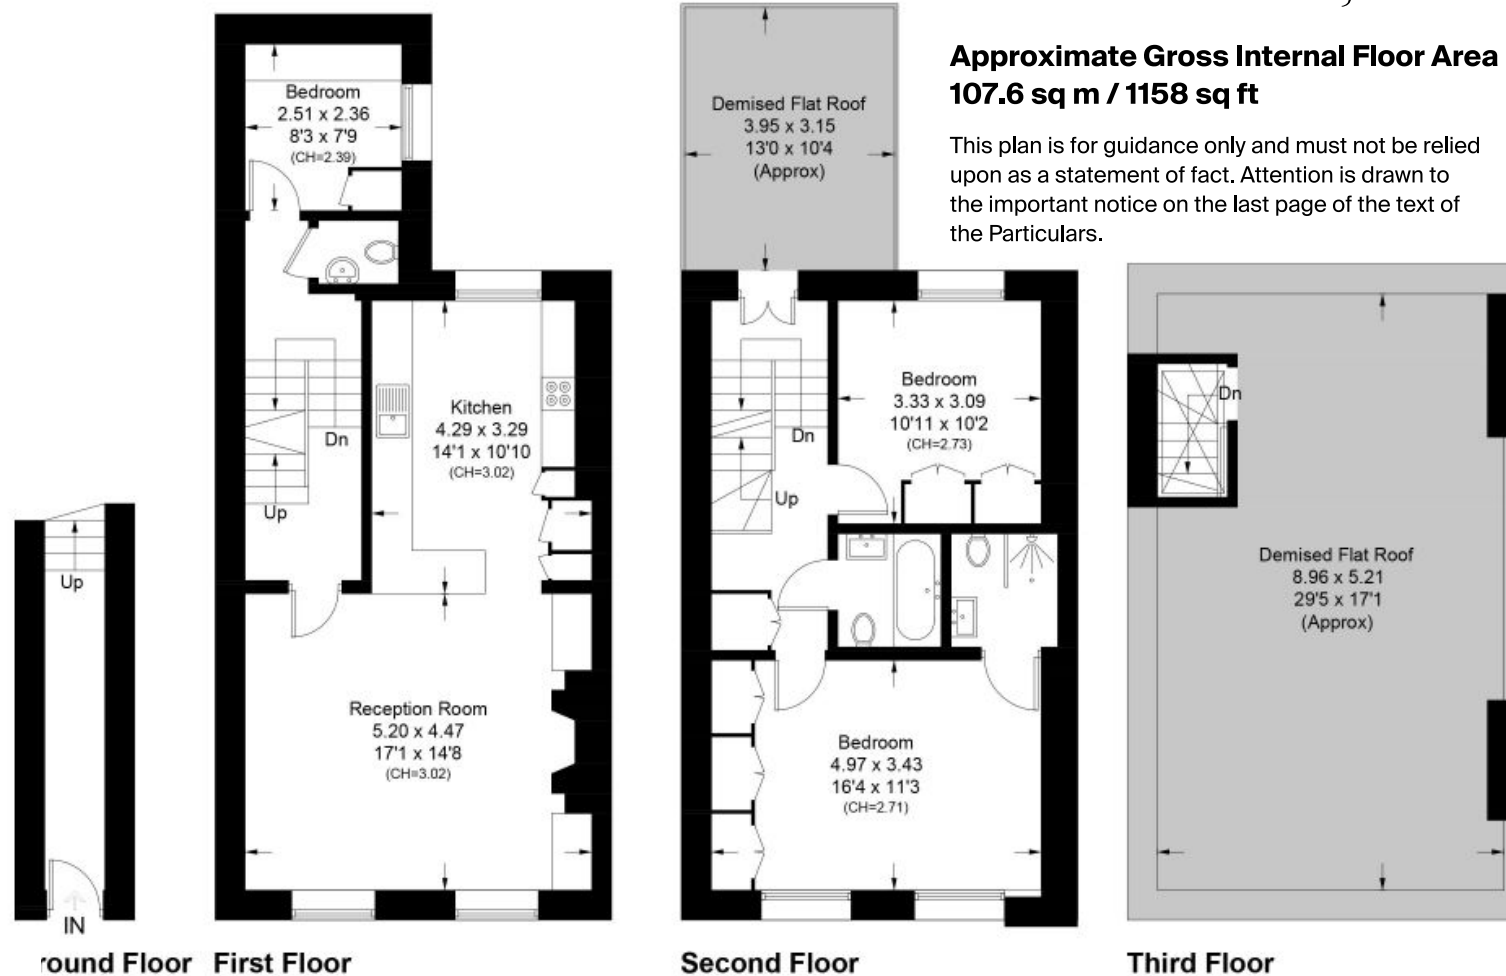 Approximate Gross Internal Floor Area
107.6 sq m / 1158 sq ft
This plan is for guidance only and must not be relied
upon as a statement of fact. Attention is drawn to
the important notice on the last page of the text of
the Particulars.
Up
IN
round Floor
Bedroom
2.51 x 2.36
8'3 x 7'9
(CH=2.39)
Dn
Up
Kitchen
4.29 x 3.29
14'1 x 10'10
(CH=3.02)
Reception Room
5.20 x 4.47
17'1 x 14'8
(CH=3.02)
First Floor
Demised Flat Roof
3.95 x 3.15
13'0 x 10'4
(Approx)
Bedroom
3.33 x 3.09
10'11 x 10'2
(CH=2.73)
Dn
Up
Bedroom
4.97 x 3.43
16'4 x 11'3
(CH=2.71)
Second Floor
Dn
Demised Flat Roof
8.96 x 5.21
29'5 x 17'1
(Approx)
Third Floor